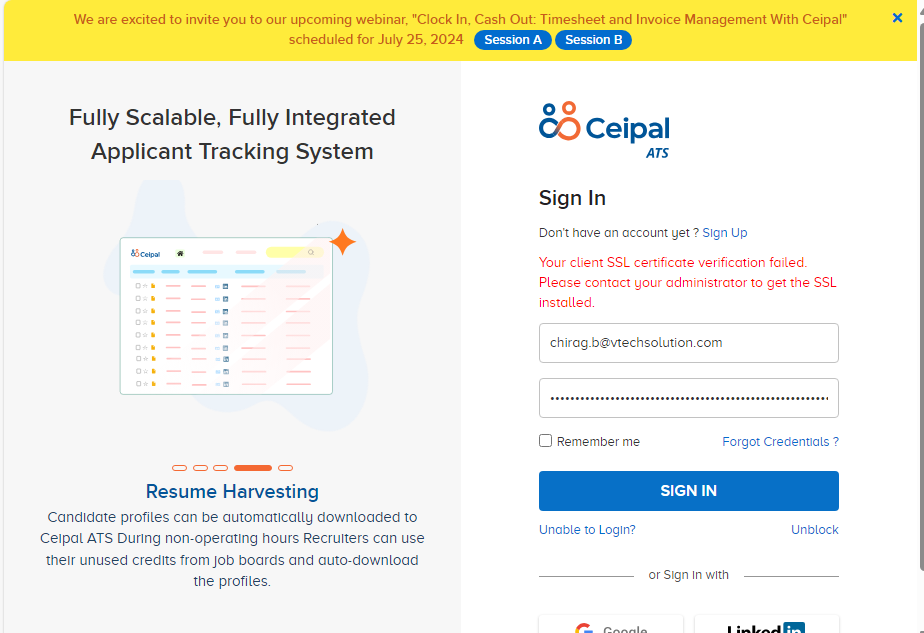 We are excited to invite you to our upcoming webinar, "Clock In, Cash Out: Timesheet and Invoice Management With Ceipal"
scheduled for July 25, 2024 Session A Session B
Fully Scalable, Fully Integrated
Applicant Tracking System
Ceipal
Resume Harvesting
Candidate profiles can be automatically downloaded to
Ceipal ATS During non-operating hours Recruiters can use
their unused credits from job boards and auto-download
the profiles.
Ceipal
ATS
Sign In
Don't have an account yet ? Sign Up
Your client SSL certificate verification failed.
Please contact your administrator to get the SSL
installed.
chirag.b@vtechsolution.com
Remember me
Forgot Credentials ?
SIGN IN
Unable to Login?
Unblock
or Sign in with
Google
Linked in